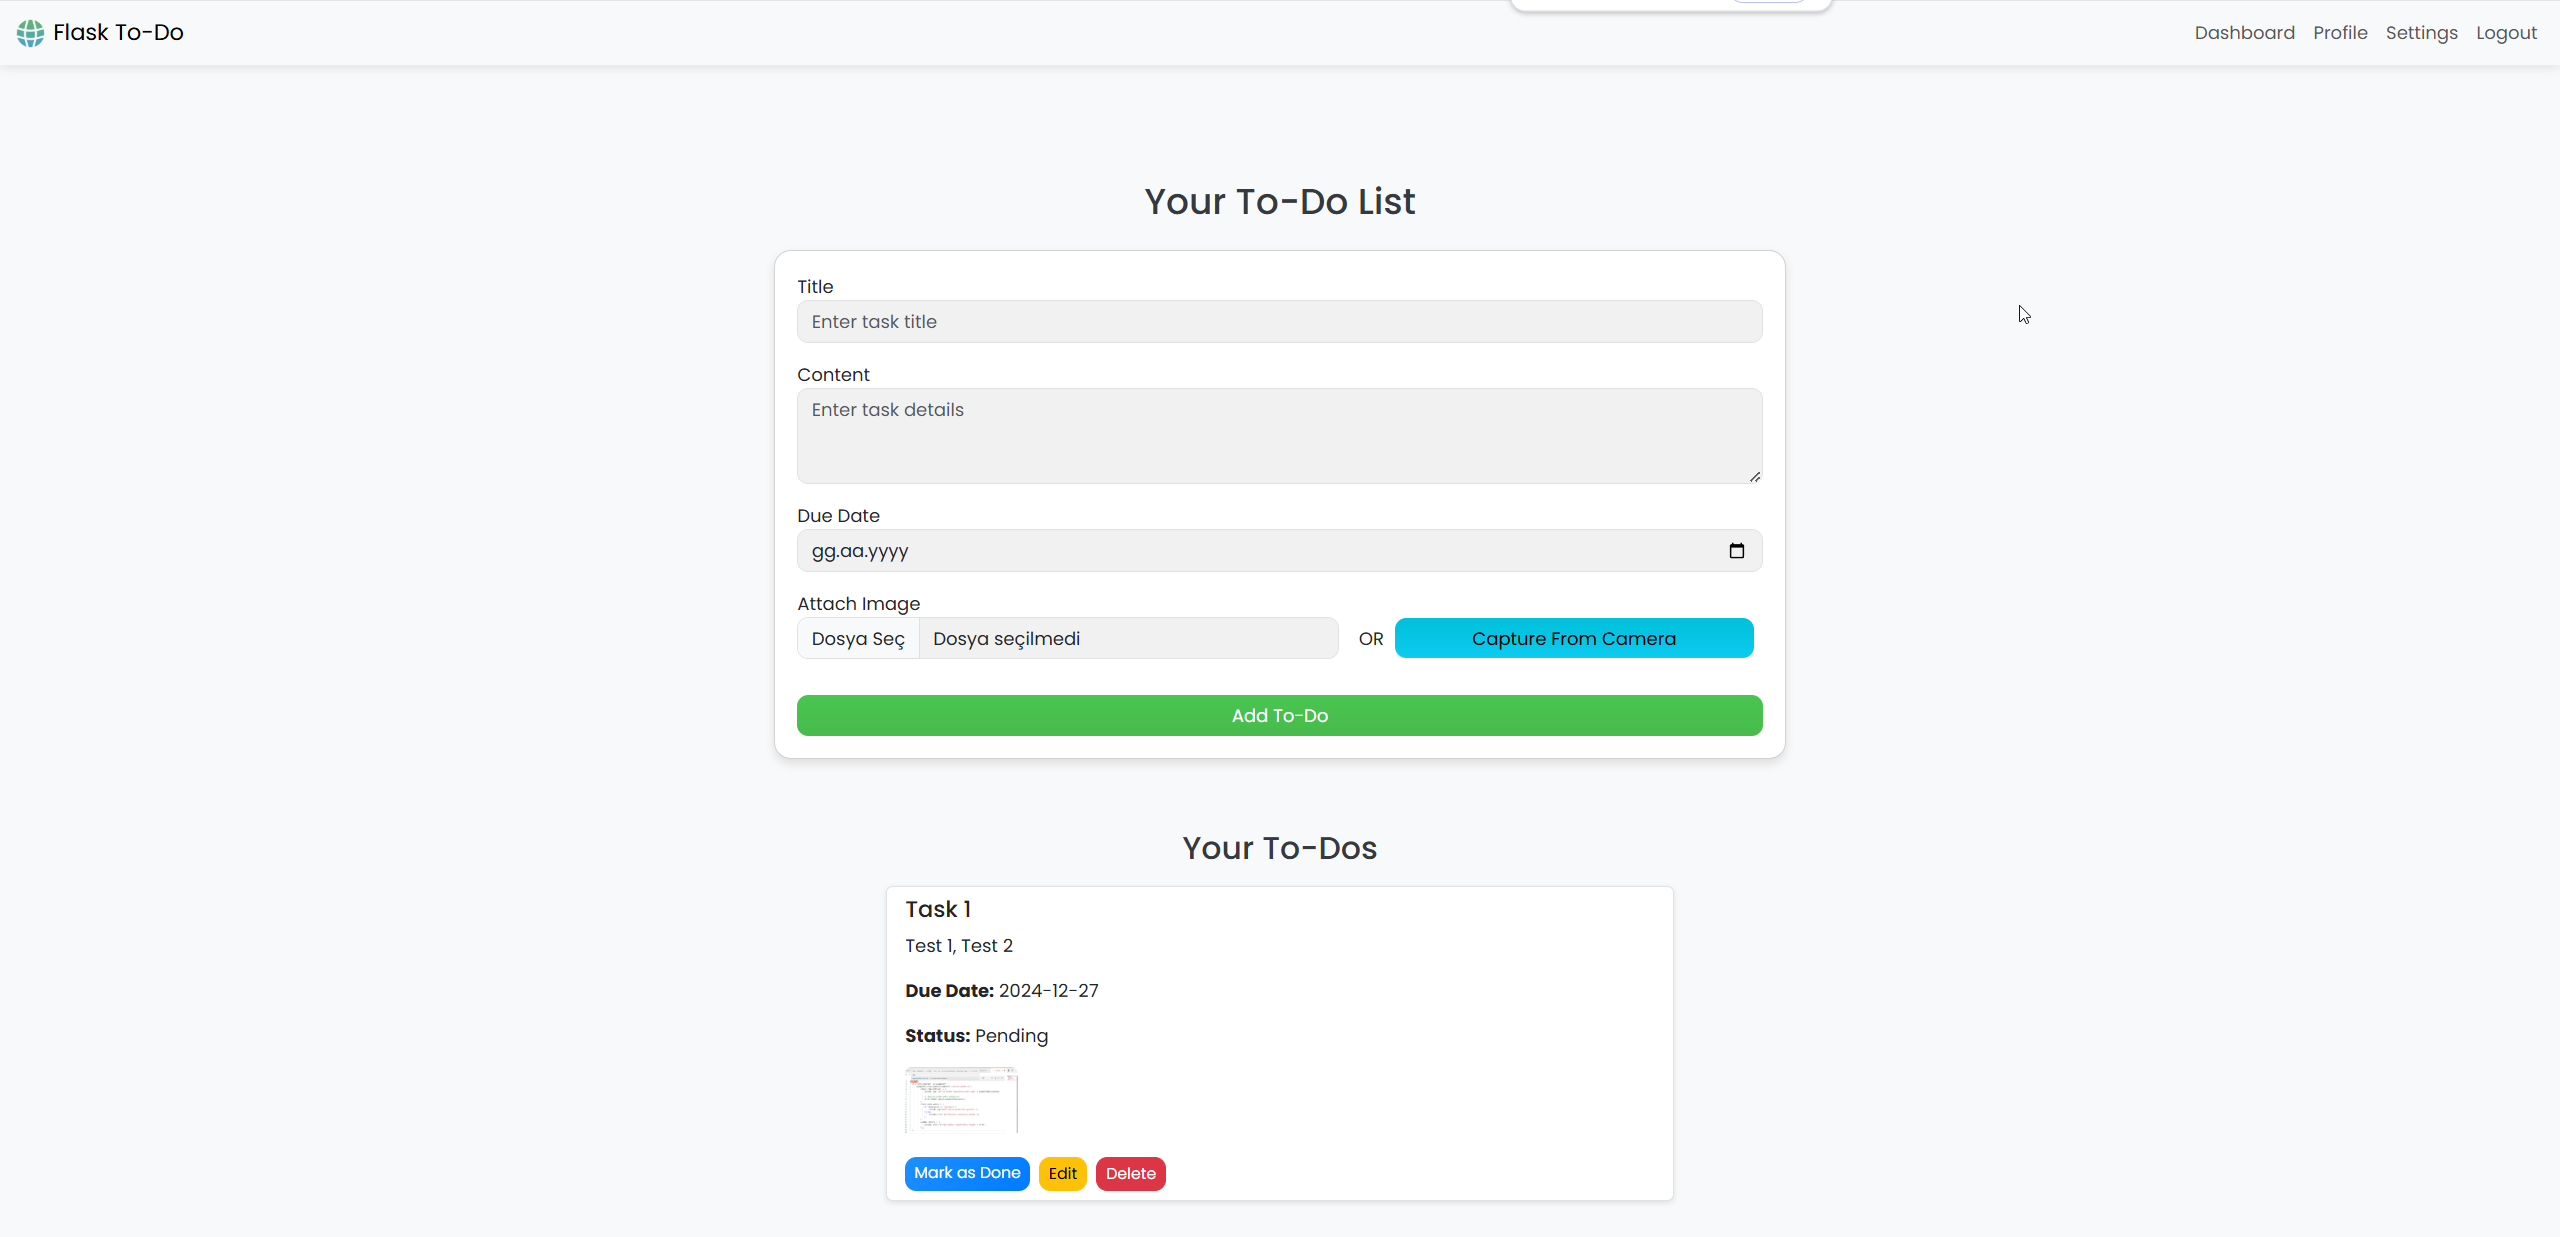 Flask To-Do
Dashboard Profile Settings Logout
Your To-Do List
Title
Enter task title
Content
Enter task details
Due Date
gg.aa.yyyy
Attach Image
Dosya Seç Dosya seçilmedi OR Capture From Camera
Add To-Do
Your To-Dos
Task 1
Test 1, Test 2
Due Date: 2024-12-27
Status: Pending
Mark as Done Edit Delete